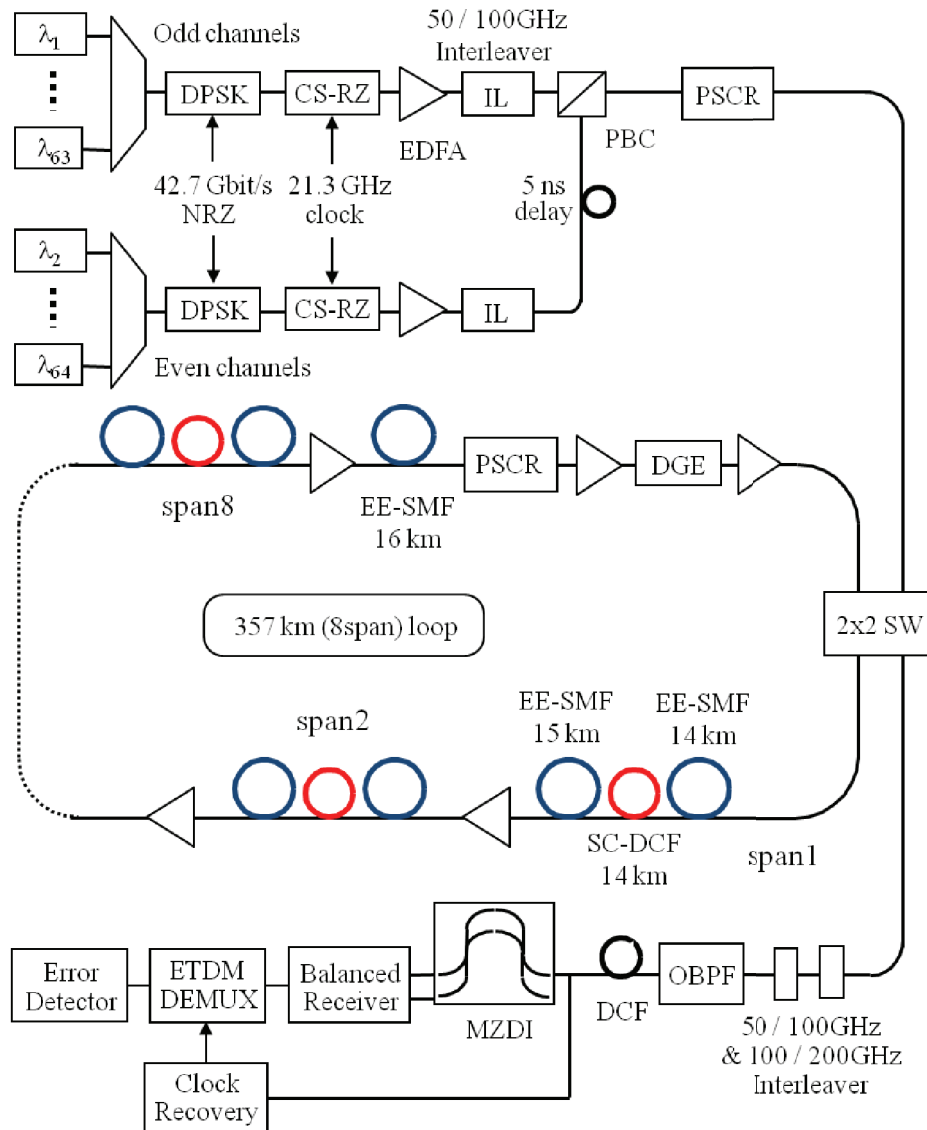 λ1
Odd channels
λ63
DPSK
CS-RZ
EDFA
50 / 100GHz
Interleaver
IL
PBC
PSCR
42.7 Gbit/s
NRZ
21.3 GHz
clock
5 ns
delay
λ2
λ64
Even channels
DPSK
CS-RZ
IL
span8
EE-SMF
16 km
PSCR
DGE
357 km (8span) loop
2x2 SW
span2
EE-SMF
15 km
EE-SMF
14 km
SC-DCF
14 km
span1
Error
Detector
ETDM
DEMUX
Balanced
Receiver
MZDI
DCF
OBPF
50 / 100GHz
& 100 / 200GHz
Interleaver
Clock
Recovery